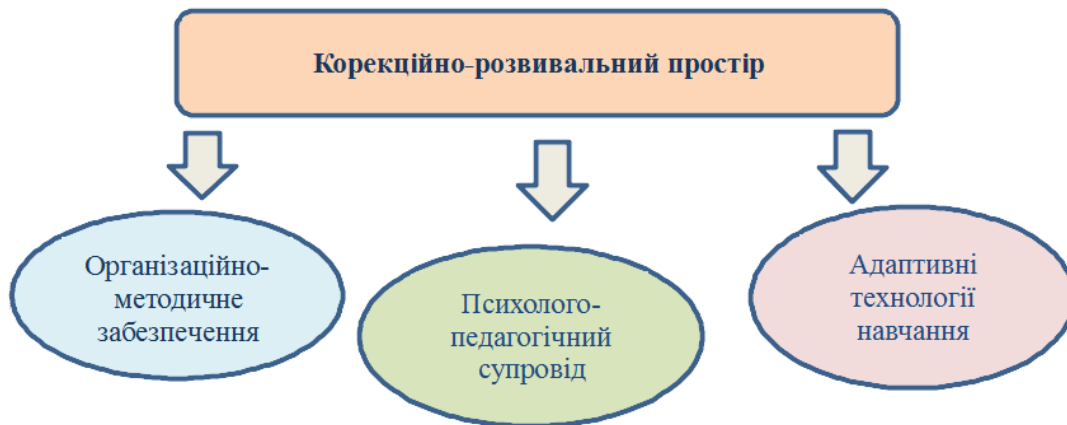 Корекційно-розвивальний простір
Організаційно-
методичне
забезпечення
Психолого-
педагогічний
супровід
Адаптивні
технології
навчання